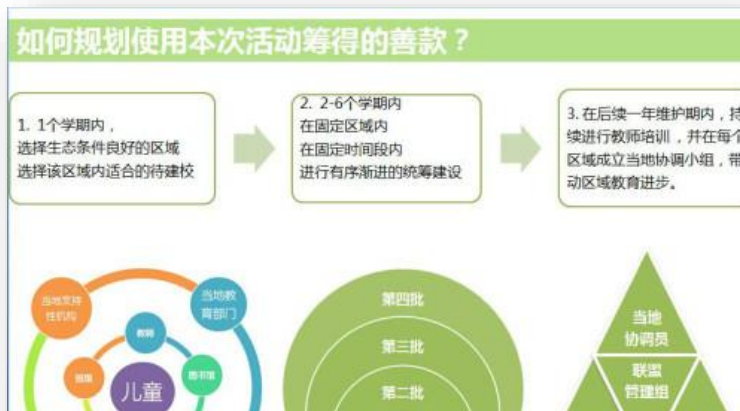 如何规划使用本次活动筹得的善款？
1. 1个学期内，
选择生态条件良好的区域
选择该区域内适合的待建校
2. 2-6个学期内
在固定区域内
在固定时间段内
进行有序渐进的统筹建设
3. 在后续一年维护期内，持
续进行教师培训，并在每个
区域成立当地协调小组，带
动区域教育进步。
当地支持
性机构
当地教
育部门
教师
图书馆
儿童
第四批
第三批
第二批
当地
协调员
联盟
管理组